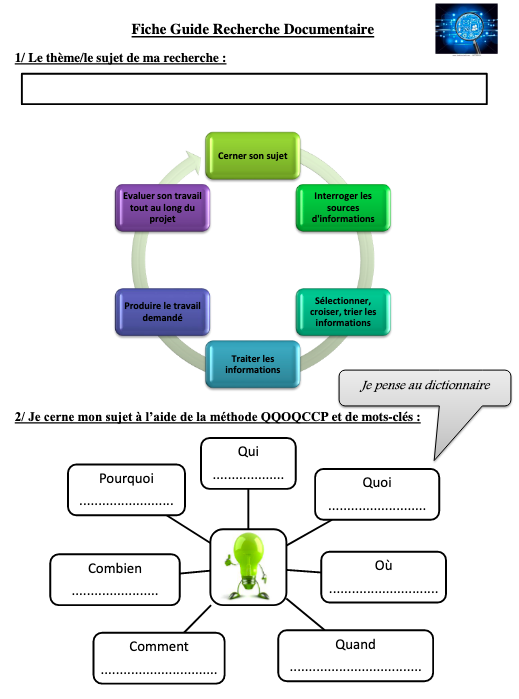 Fiche Guide Recherche Documentaire
1/ Le thème/le sujet de ma recherche :
Cerner son sujet
Interroger les
sources
d'informations
Sélectionner,
croiser, trier les
informations
Traiter les
informations
Produire le travail
demandé
Evaluer son travail
tout au long du
projet
Je pense au dictionnaire
2/ Je cerne mon sujet à l'aide de la méthode QQOQCCP et de mots-clés :
Qui
....................
Pourquoi
..........................
Quoi
...........................
Combien
........................
Où
..............................
Comment
................................
Quand
....................................